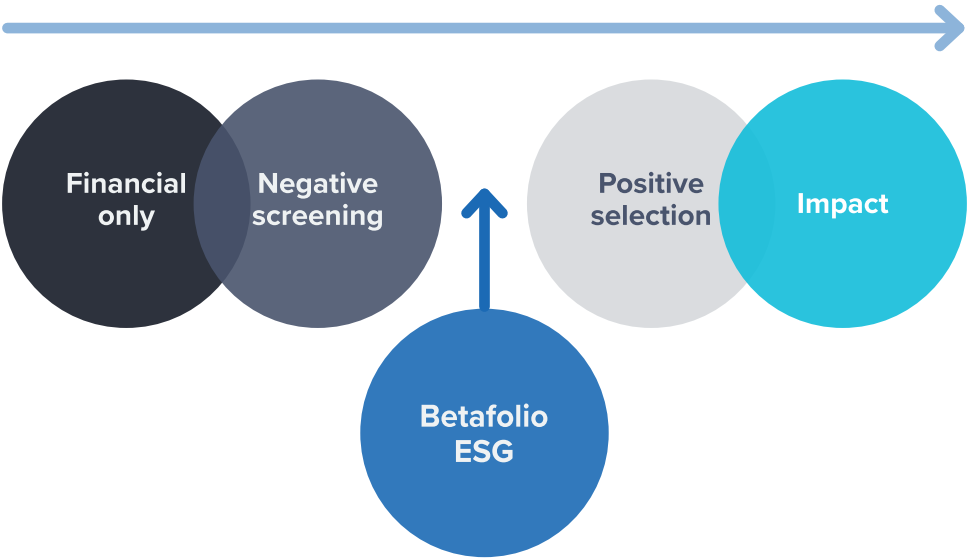 Financial
only
Negative
screening
Positive
selection
Impact
Betafolio
ESG